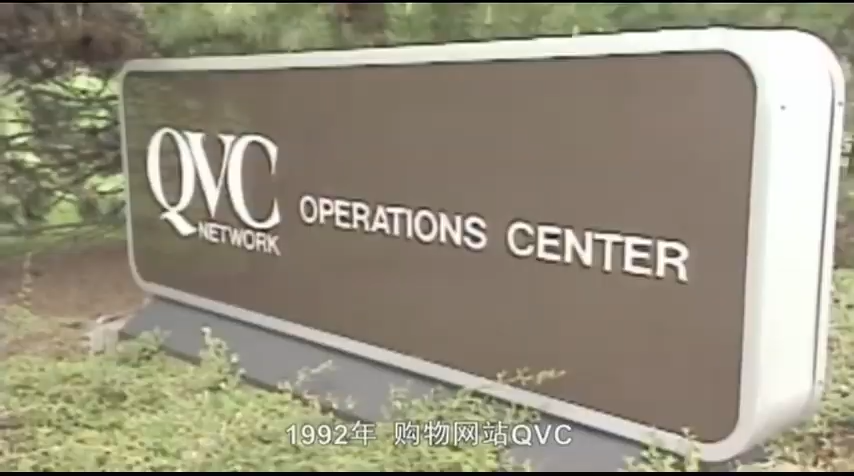 QVC
NETWORK
OPERATIONS CENTER
1992年 购物网站QVC